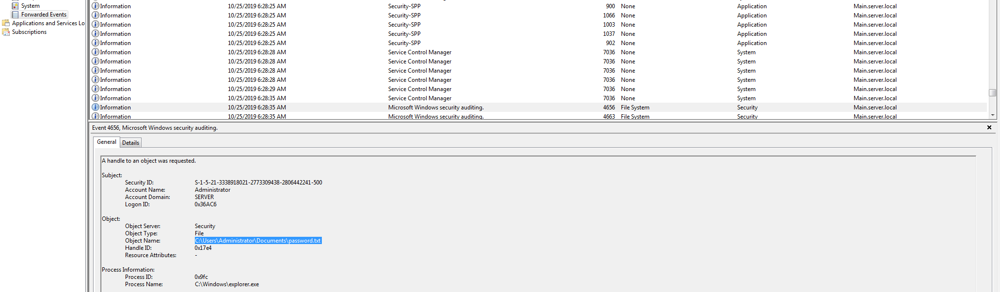 System
Forwarded Events
Applications and Services Lo
Subscriptions
Information 10/25/2019 6:28:25 AM Security-SPP 900 None Application Main.server.local
Information 10/25/2019 6:28:25 AM Security-SPP 1066 None Application Main.server.local
Information 10/25/2019 6:28:25 AM Security-SPP 1003 None Application Main.server.local
Information 10/25/2019 6:28:25 AM Security-SPP 1037 None Application Main.server.local
Information 10/25/2019 6:28:25 AM Security-SPP 902 None Application Main.server.local
Information 10/25/2019 6:28:28 AM Service Control Manager 7036 None System Main.server.local
Information 10/25/2019 6:28:28 AM Service Control Manager 7036 None System Main.server.local
Information 10/25/2019 6:28:28 AM Service Control Manager 7036 None System Main.server.local
Information 10/25/2019 6:28:28 AM Service Control Manager 7036 None System Main.server.local
Information 10/25/2019 6:28:29 AM Service Control Manager 7036 None System Main.server.local
Information 10/25/2019 6:28:35 AM Service Control Manager 7036 None System Main.server.local
Information 10/25/2019 6:28:35 AM Microsoft Windows security auditing. 4656 File System Security Main.server.local
Information 10/25/2019 6:28:35 AM Microsoft Windows security auditing. 4663 File System Security Main.server.local
Event 4656, Microsoft Windows security auditing.
General Details
A handle to an object was requested.
Subject:
Security ID: S-1-5-21-3338918021-2773309438-2806442241-500
Account Name: Administrator
Account Domain: SERVER
Logon ID: 0x36AC6
Object:
Object Server: Security
Object Type: File
Object Name: C:\Users\Administrator\Documents\password.txt
Handle ID: 0x17e4
Resource Attributes: -
Process Information:
Process ID: 0x9fc
Process Name: C:\Windows\explorer.exe